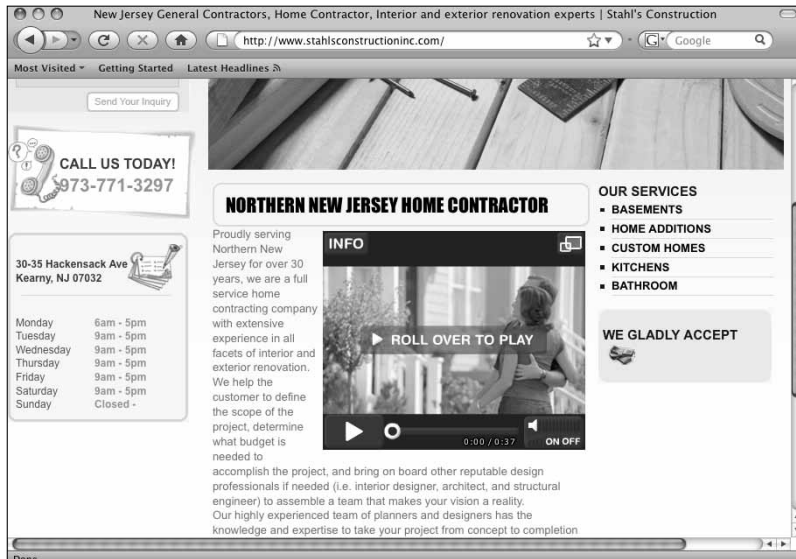 New Jersey General Contractors, Home Contractor, Interior and exterior renovation experts | Stahl's Construction
http://www.stahlsconstructioninc.com/
G
Google
Most Visited
Getting Started
Latest Headlines
Send Your Inquiry
CALL US TODAY!
973-771-3297
30-35 Hackensack Ave
Kearny, NJ 07032
Monday 6am - 5pm
Tuesday 9am - 5pm
Wednesday 9am - 5pm
Thursday 9am - 5pm
Friday 9am - 5pm
Saturday 9am - 5pm
Sunday Closed -
NORTHERN NEW JERSEY HOME CONTRACTOR
Proudly serving
Northern New
Jersey for over 30
years, we are a full
service home
contracting company
with extensive
experience in all
facets of interior and
exterior renovation.
We help the
customer to define
the scope of the
project, determine
what budget is
needed to
accomplish the project, and bring on board other reputable design
professionals if needed (i.e. interior designer, architect, and structural
engineer) to assemble a team that makes your vision a reality.
Our highly experienced team of planners and designers has the
knowledge and expertise to take your project from concept to completion
INFO
ROLL OVER TO PLAY
0:00 / 0:37
ON OFF
OUR SERVICES
BASEMENTS
HOME ADDITIONS
CUSTOM HOMES
KITCHENS
BATHROOM
WE GLADLY ACCEPT
Done